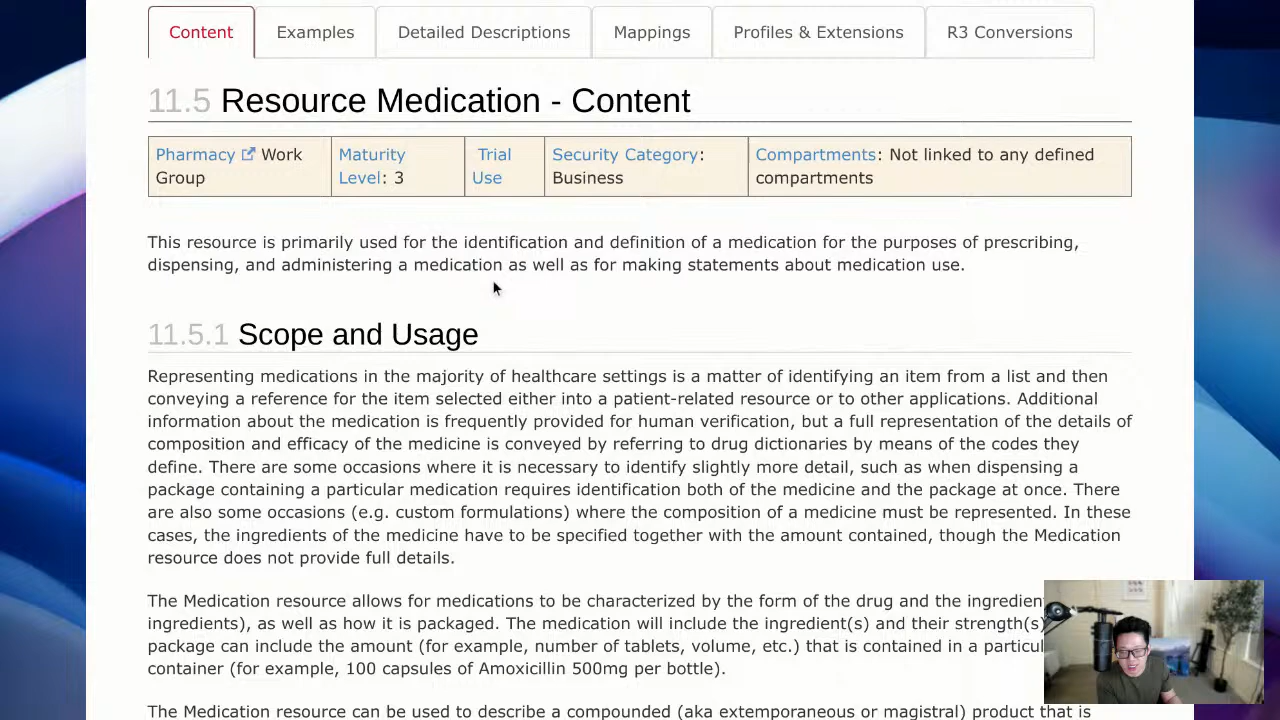 Content Examples Detailed Descriptions Mappings Profiles & Extensions R3 Conversions
11.5 Resource Medication - Content
Pharmacy Work Group Maturity Level: 3 Trial Use Security Category: Business Compartments: Not linked to any defined compartments
This resource is primarily used for the identification and definition of a medication for the purposes of prescribing,
dispensing, and administering a medication as well as for making statements about medication use.
11.5.1 Scope and Usage
Representing medications in the majority of healthcare settings is a matter of identifying an item from a list and then
conveying a reference for the item selected either into a patient-related resource or to other applications. Additional
information about the medication is frequently provided for human verification, but a full representation of the details of
composition and efficacy of the medicine is conveyed by referring to drug dictionaries by means of the codes they
define. There are some occasions where it is necessary to identify slightly more detail, such as when dispensing a
package containing a particular medication requires identification both of the medicine and the package at once. There
are also some occasions (e.g. custom formulations) where the composition of a medicine must be represented. In these
cases, the ingredients of the medicine have to be specified together with the amount contained, though the Medication
resource does not provide full details.
The Medication resource allows for medications to be characterized by the form of the drug and the ingredien
ingredients), as well as how it is packaged. The medication will include the ingredient(s) and their strength(s)
package can include the amount (for example, number of tablets, volume, etc.) that is contained in a particul
container (for example, 100 capsules of Amoxicillin 500mg per bottle).
The Medication resource can be used to describe a compounded (aka extemporaneous or magistral) product that is